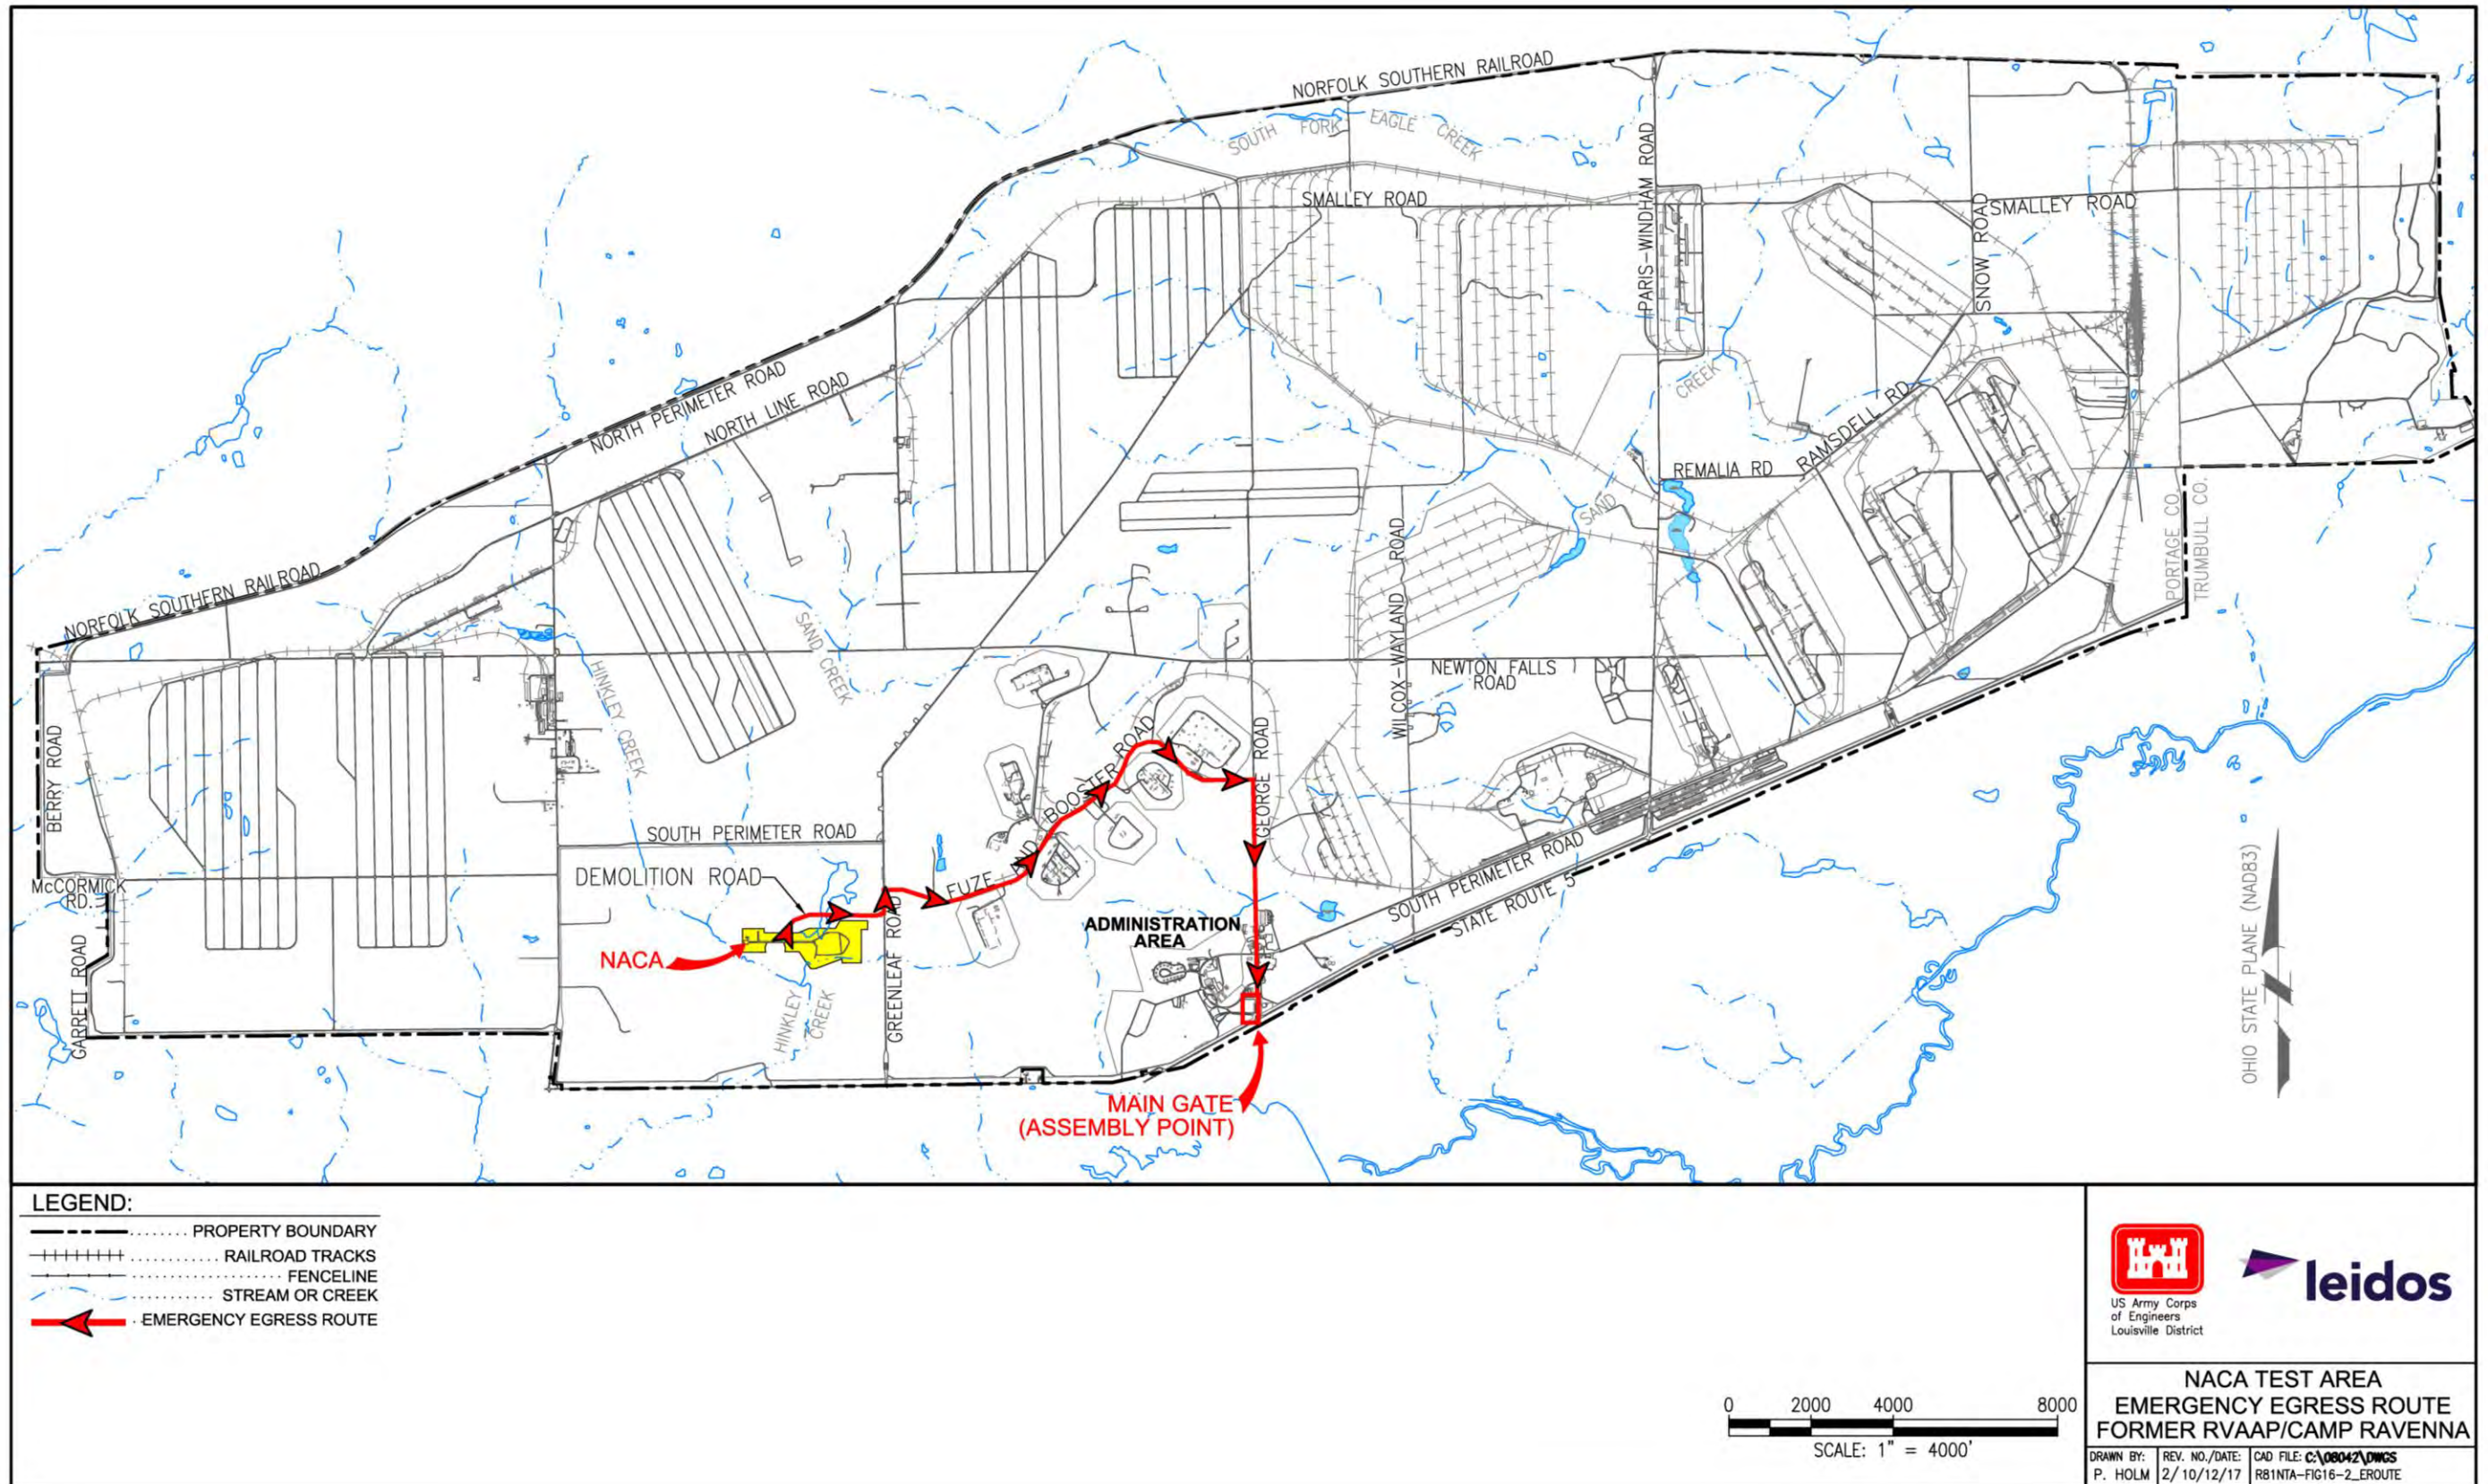 NORFOLK SOUTHERN RAILROAD
SOUTH FORK EAGLE CREEK
SMALLEY ROAD
PARIS-WINDHAM ROAD
SNOW ROAD
SMALLEY ROAD
NORTH PERIMETER ROAD
NORTH LINE ROAD
CREEK
RAMSDELL RD
REMALIA RD
SAND
NORFOLK SOUTHERN RAILROAD
WILCOX-WAYLAND ROAD
PORTAGE CO.
TRUMBULL CO.
SAND CREEK
HINKLEY CREEK
NEWTON FALLS
ROAD
BERRY ROAD
FUZE AND BOOSTER ROAD
GEORGE ROAD
SOUTH PERIMETER ROAD
DEMOLITION ROAD
McCORMICK
RD.
SOUTH PERIMETER ROAD
STATE ROUTE 5
ADMINISTRATION
AREA
NACA
GARRETT ROAD
GREENLEAF ROAD
HINKLEY
CREEK
OHIO STATE PLANE (NAD83)
MAIN GATE
(ASSEMBLY POINT)
LEGEND:
PROPERTY BOUNDARY
RAILROAD TRACKS
FENCELINE
STREAM OR CREEK
EMERGENCY EGRESS ROUTE
US Army Corps
of Engineers
Louisville District
leidos
0 2000 4000 8000
SCALE: 1" = 4000'
NACA TEST AREA
EMERGENCY EGRESS ROUTE
FORMER RVAAP/CAMP RAVENNA
DRAWN BY: REV. NO./DATE: CAD FILE: C:\08042\DWGS
P. HOLM 2/ 10/12/17 R81NTA-FIG16-2_EROUTE